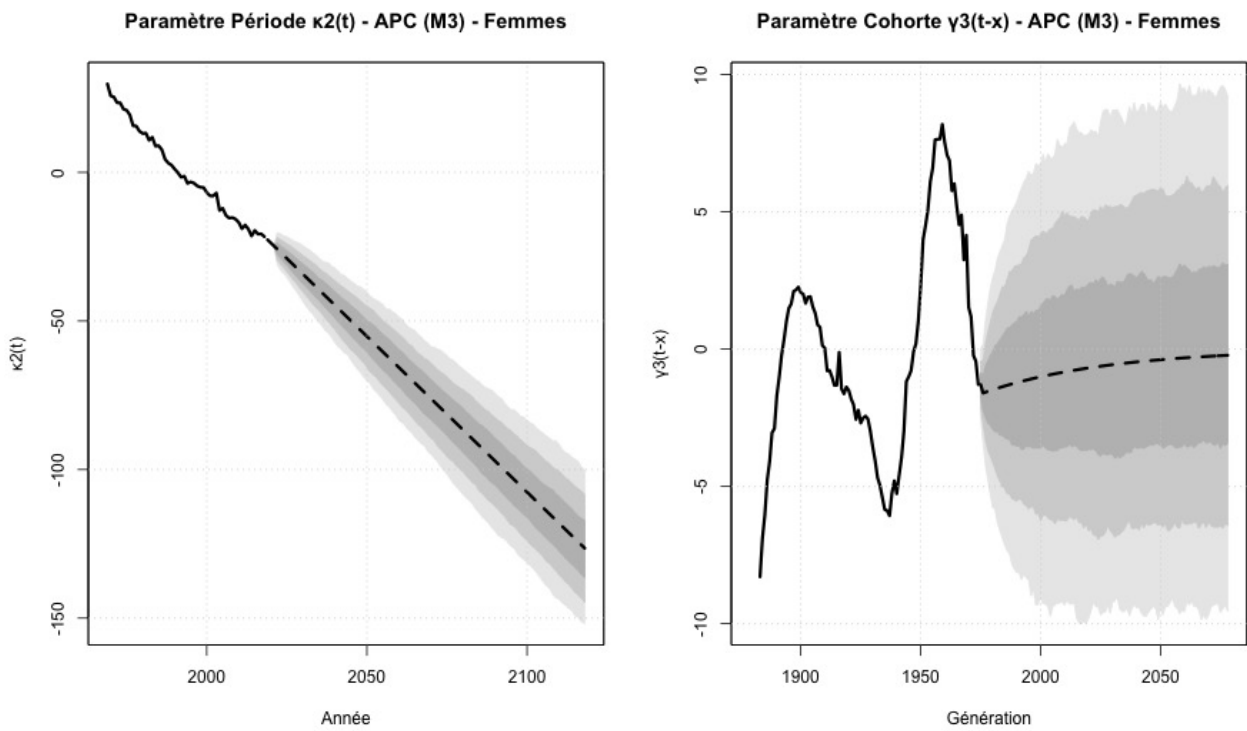 Paramètre Période κ2(t) - APC (M3) - Femmes
κ2(t)
0
-50
-100
-150
2000
2050
2100
Année
Paramètre Cohorte γ3(t-x) - APC (M3) - Femmes
γ3(t-x)
10
5
0
-5
-10
1900
1950
2000
2050
Génération